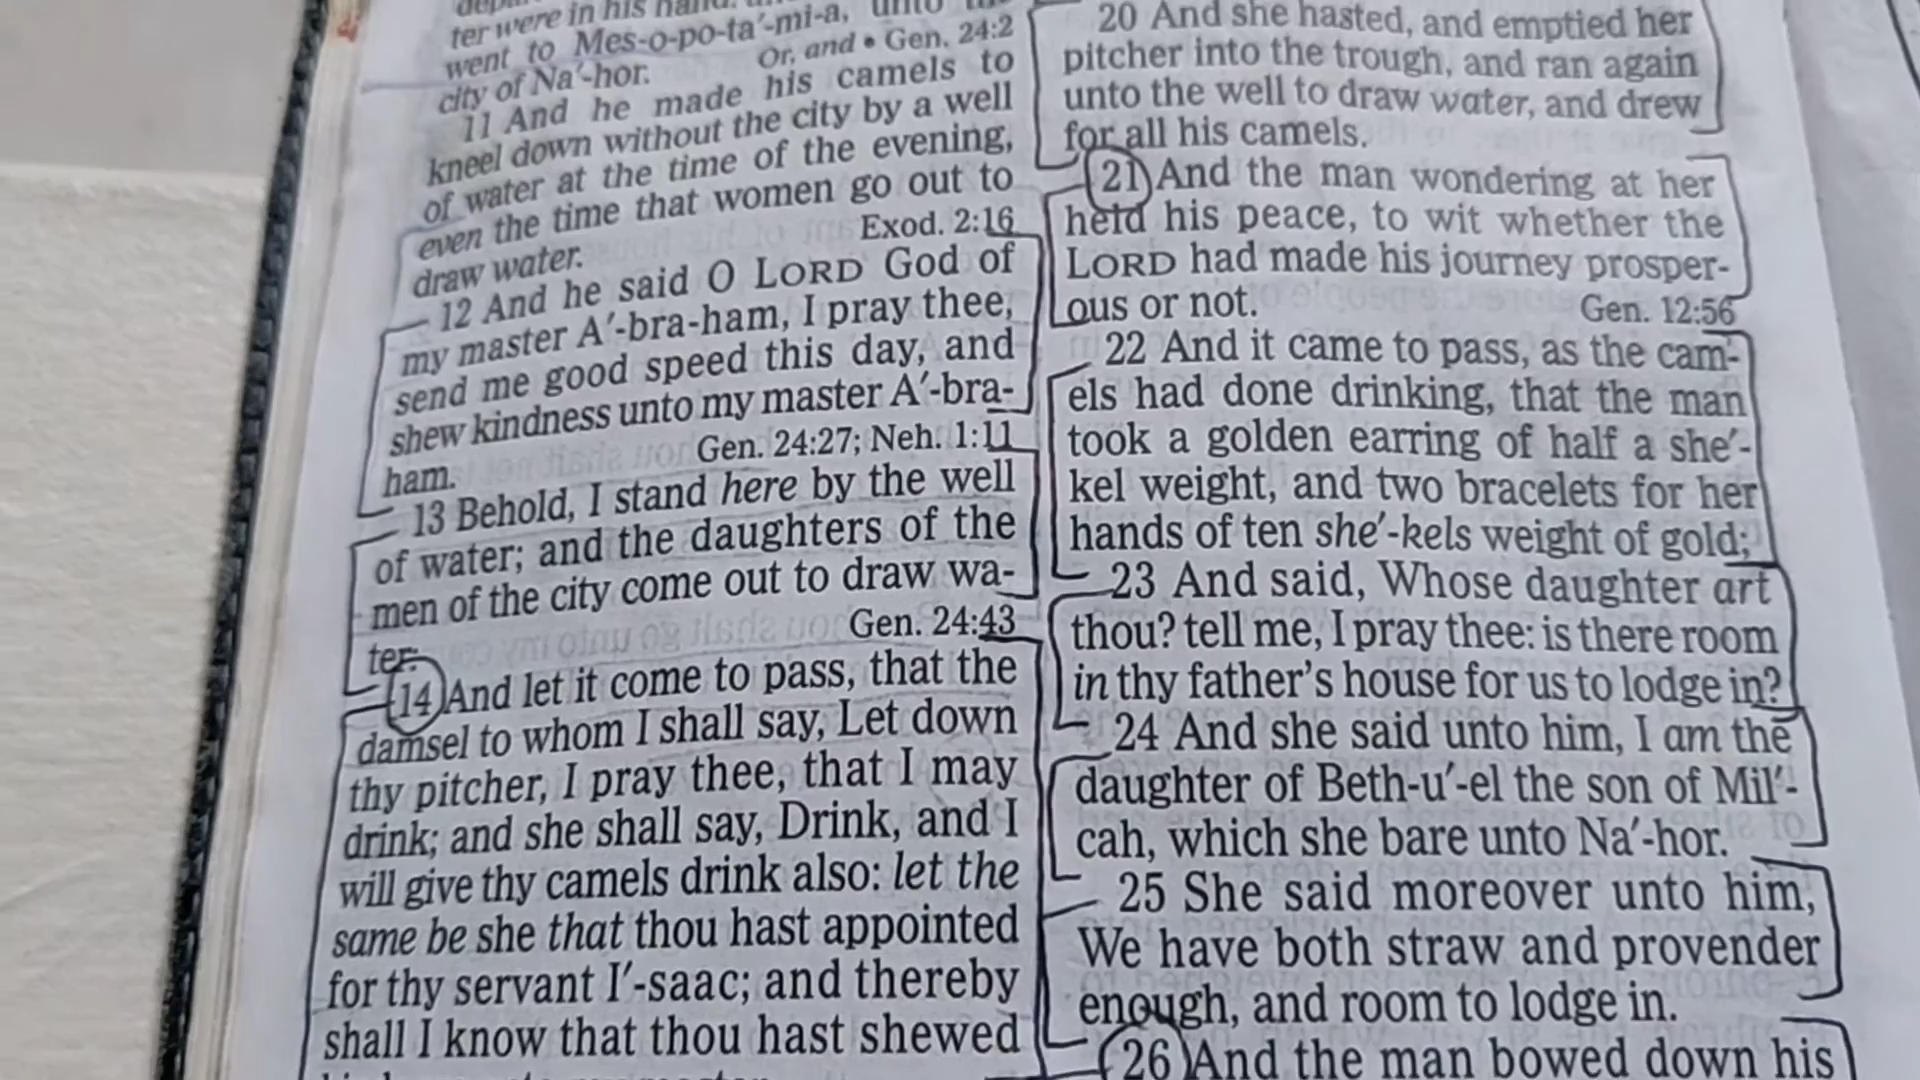 ter were in his hand:
went to Mes-o-po-ta′-mi-a, unto the
city of Na′-hor. Or, and • Gen. 24:2
11 And he made his camels to
kneel down without the city by a well
of water at the time of the evening,
even the time that women go out to
draw water. Exod. 2:16
12 And he said O LORD God of
my master A′-bra-ham, I pray thee,
send me good speed this day, and
shew kindness unto my master A′-bra-
ham. Gen. 24:27; Neh. 1:11
13 Behold, I stand here by the well
of water; and the daughters of the
men of the city come out to draw wa-
ter: Gen. 24:43
14 And let it come to pass, that the
damsel to whom I shall say, Let down
thy pitcher, I pray thee, that I may
drink; and she shall say, Drink, and I
will give thy camels drink also: let the
same be she that thou hast appointed
for thy servant I′-saac; and thereby
shall I know that thou hast shewed
20 And she hasted, and emptied her
pitcher into the trough, and ran again
unto the well to draw water, and drew
for all his camels.
21 And the man wondering at her
held his peace, to wit whether the
LORD had made his journey prosper-
ous or not. Gen. 12:56
22 And it came to pass, as the cam-
els had done drinking, that the man
took a golden earring of half a she′-
kel weight, and two bracelets for her
hands of ten she′-kels weight of gold;
23 And said, Whose daughter art
thou? tell me, I pray thee: is there room
in thy father's house for us to lodge in?
24 And she said unto him, I am the
daughter of Beth-u′-el the son of Mil′-
cah, which she bare unto Na′-hor.
25 She said moreover unto him,
We have both straw and provender
enough, and room to lodge in.
26 And the man bowed down his